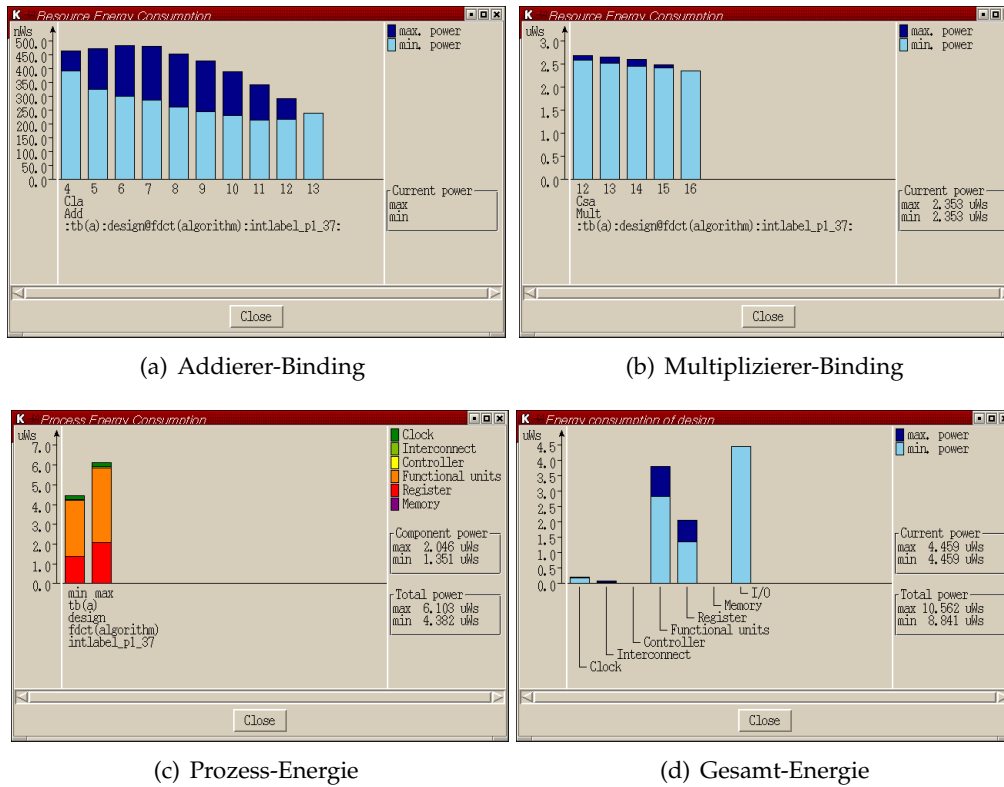 K Resource Energy Consumption
nWs
max. power
min. power
500.0
450.0
400.0
350.0
300.0
250.0
200.0
150.0
100.0
50.0
0.0
4 5 6 7 8 9 10 11 12 13
Cla
Add
:tb(a):design@fdct(algorithm):intlabel_p1_37:
Current power
max
min
Close
(a) Addierer-Binding
K Resource Energy Consumption
uWs
max. power
min. power
3.0
2.5
2.0
1.5
1.0
0.5
0.0
12 13 14 15 16
Csa
Mult
:tb(a):design@fdct(algorithm):intlabel_p1_37:
Current power
max 2.353 uWs
min 2.353 uWs
Close
(b) Multiplizierer-Binding
K Process Energy Consumption
uWs
7.0
6.0
5.0
4.0
3.0
2.0
1.0
0.0
Clock
Interconnect
Controller
Functional units
Register
Memory
min max
tb(a)
design
fdct(algorithm)
intlabel_p1_37
Component power
max 2.046 uWs
min 1.351 uWs
Total power
max 6.103 uWs
min 4.382 uWs
Close
(c) Prozess-Energie
K Energy consumption of design
uWs
max. power
min. power
4.5
4.0
3.5
3.0
2.5
2.0
1.5
1.0
0.5
0.0
I/O
Memory
Register
Functional units
Controller
Interconnect
Clock
Current power
max 4.459 uWs
min 4.459 uWs
Total power
max 10.562 uWs
min 8.841 uWs
Close
(d) Gesamt-Energie